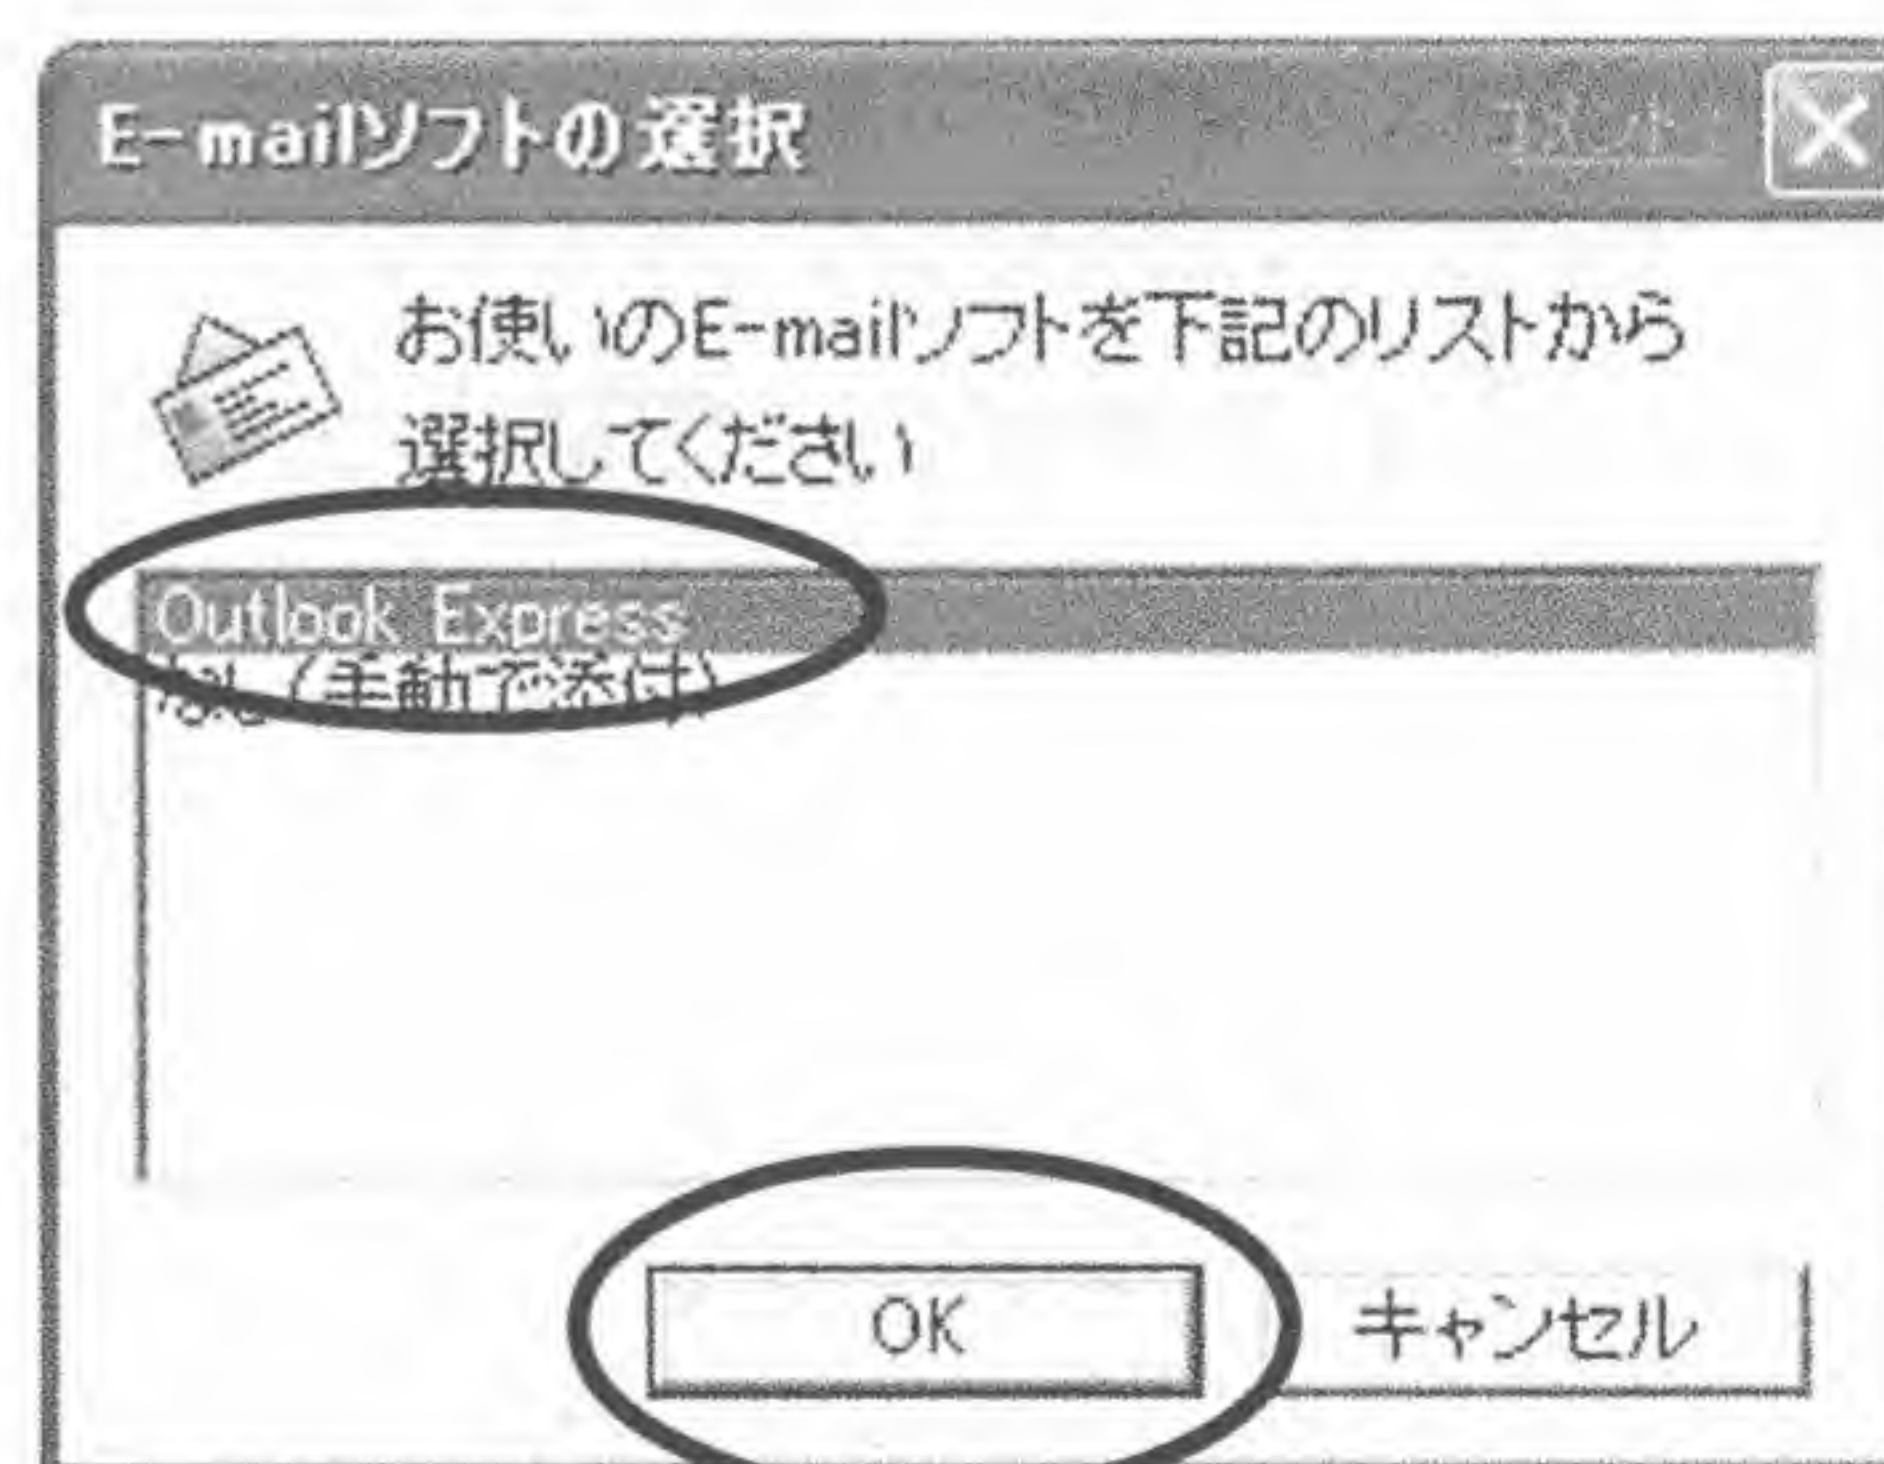 E-mailソフトの選択
お使いのE-mailソフトを下記のリストから
選択してください
Outlook Express
なし(手動で添付)
OK
キャンセル